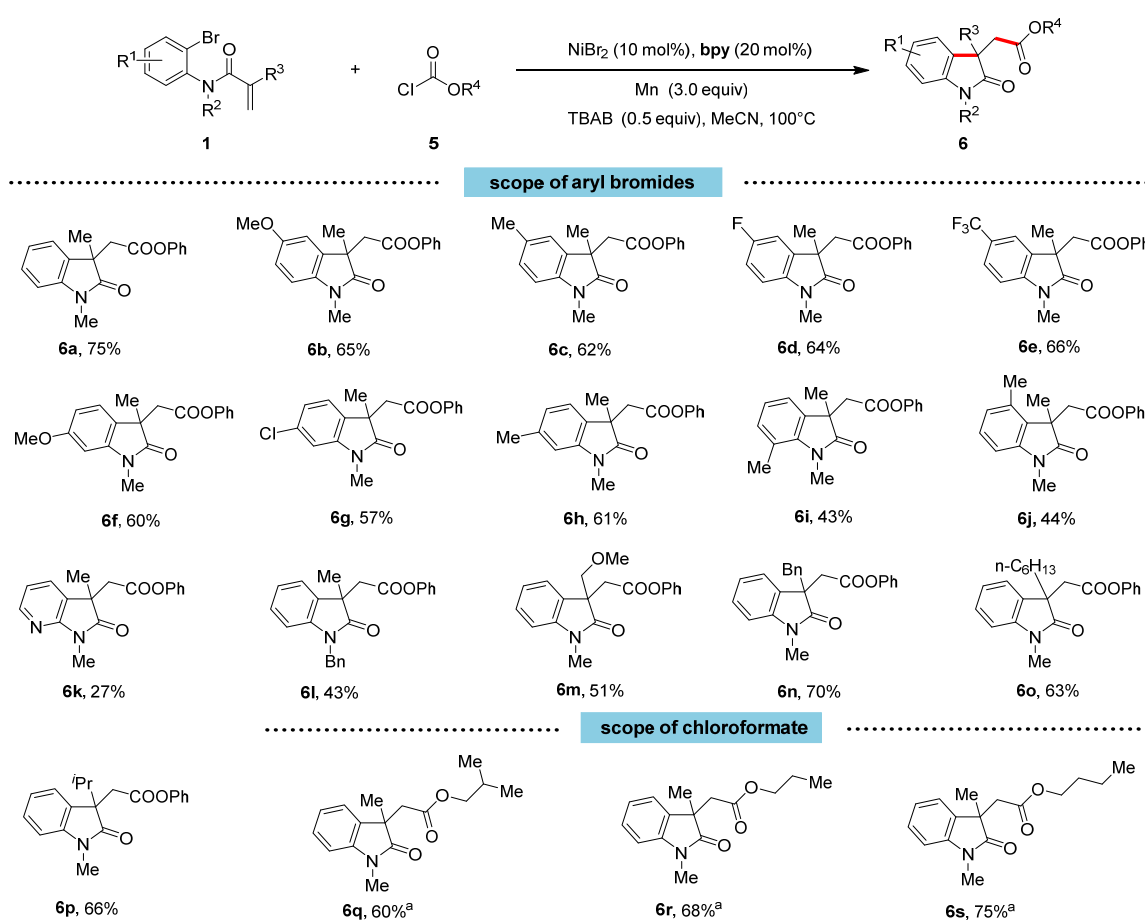 Br
O
R¹
N
R²
R³
1
+
O
Cl
OR⁴
5
NiBr₂ (10 mol%), bpy (20 mol%)
Mn (3.0 equiv)
TBAB (0.5 equiv), MeCN, 100°C
R³
OR⁴
R¹
O
O
N
R²
6
scope of aryl bromides
Me
COOPh
O
N
Me
6a, 75%
MeO
Me
COOPh
O
N
Me
6b, 65%
Me
Me
COOPh
O
N
Me
6c, 62%
F
Me
COOPh
O
N
Me
6d, 64%
F₃C
Me
COOPh
O
N
Me
6e, 66%
Me
COOPh
MeO
O
N
Me
6f, 60%
Me
COOPh
Cl
O
N
Me
6g, 57%
Me
COOPh
Me
O
N
Me
6h, 61%
Me
COOPh
O
N
Me
Me
6i, 43%
Me
Me
COOPh
O
N
Me
6j, 44%
Me
COOPh
O
N
N
Me
6k, 27%
Me
COOPh
O
N
Bn
6l, 43%
OMe
COOPh
O
N
Me
6m, 51%
Bn
COOPh
O
N
Me
6n, 70%
n-C₆H₁₃
COOPh
O
N
Me
6o, 63%
scope of chloroformate
ⁱPr
COOPh
O
N
Me
6p, 66%
Me
Me
Me
O
O
O
N
Me
6q, 60%ᵃ
Me
Me
O
O
O
N
Me
6r, 68%ᵃ
Me
Me
O
O
O
N
Me
6s, 75%ᵃ